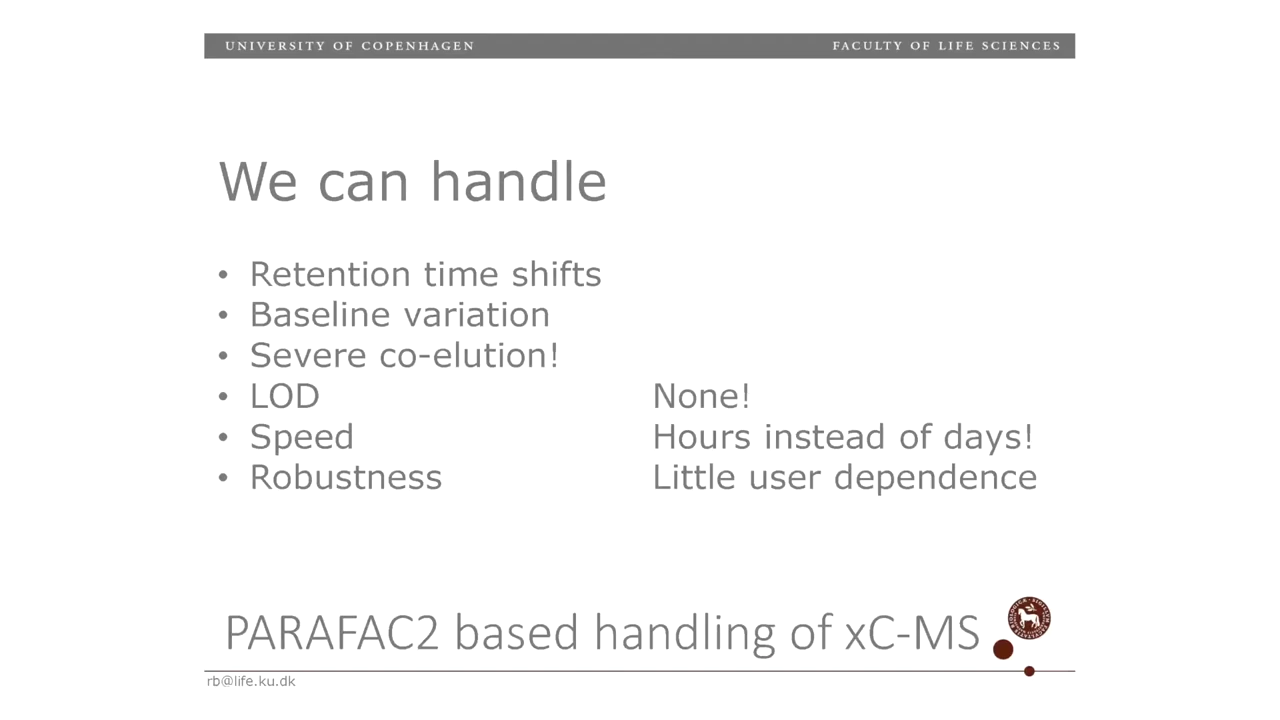 UNIVERSITY OF COPENHAGEN FACULTY OF LIFE SCIENCES
We can handle
• Retention time shifts
• Baseline variation
• Severe co-elution!
• LOD None!
• Speed Hours instead of days!
• Robustness Little user dependence
PARAFAC2 based handling of xC-MS
rb@life.ku.dk